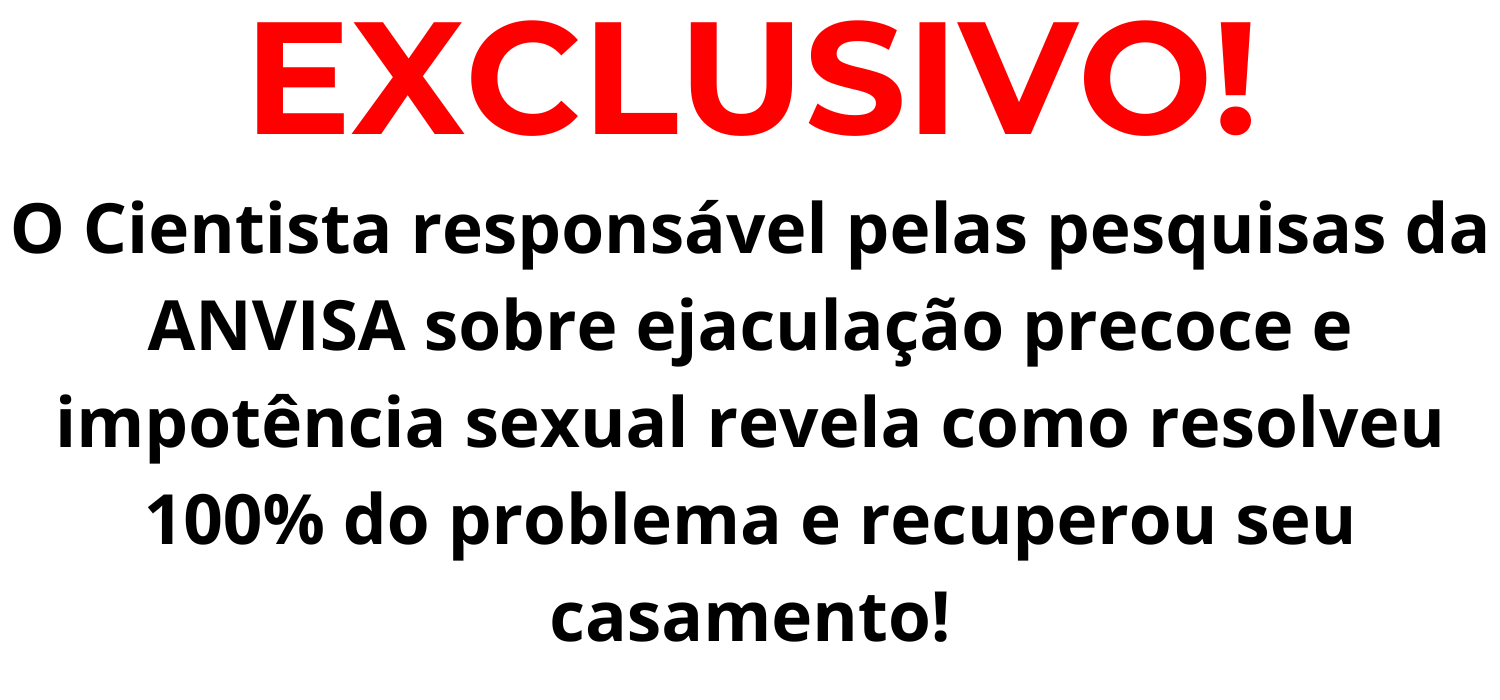 EXCLUSIVO!
O Cientista responsável pelas pesquisas da
ANVISA sobre ejaculação precoce e
impotência sexual revela como resolveu
100% do problema e recuperou seu
casamento!